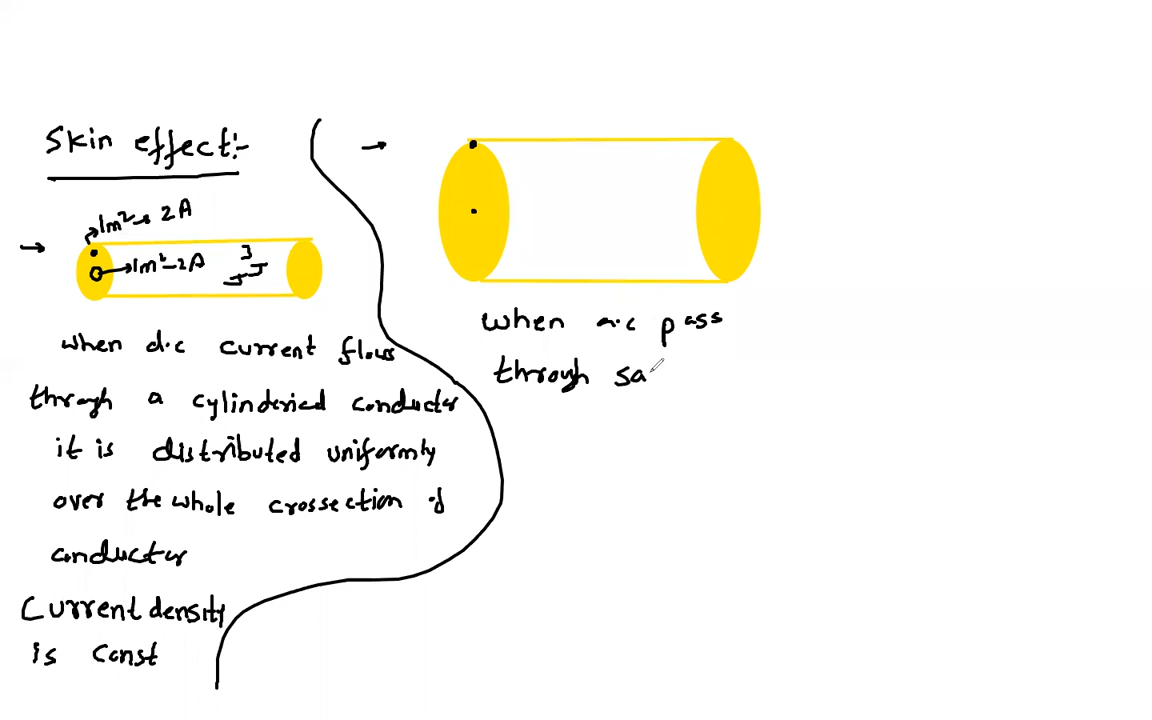 Skin effect:-
→ 1m² → 2A
→ 1m² - 2A J
J J
when d.c current flows
through a cylinderical conductor
it is distributed uniformly
over the whole crossection of
conductor
Current density
is const
→
when a.c pass
through sa